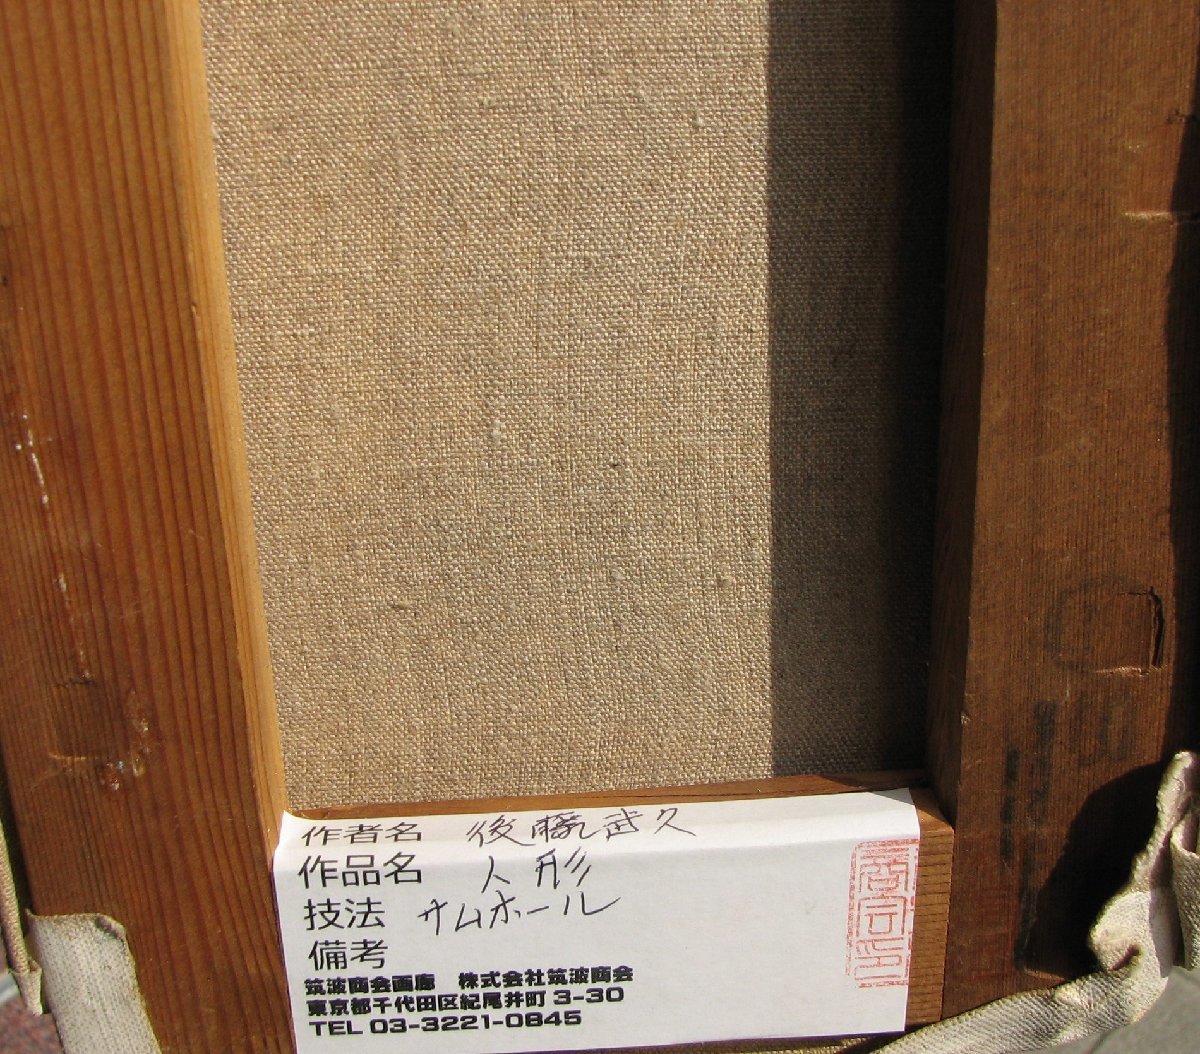 作者名 後藤武久
作品名 人形
技法 サムホール
備考
筑波商会画廊 株式会社筑波商会
東京都千代田区紀尾井町 3-30
TEL 03-3221-0845